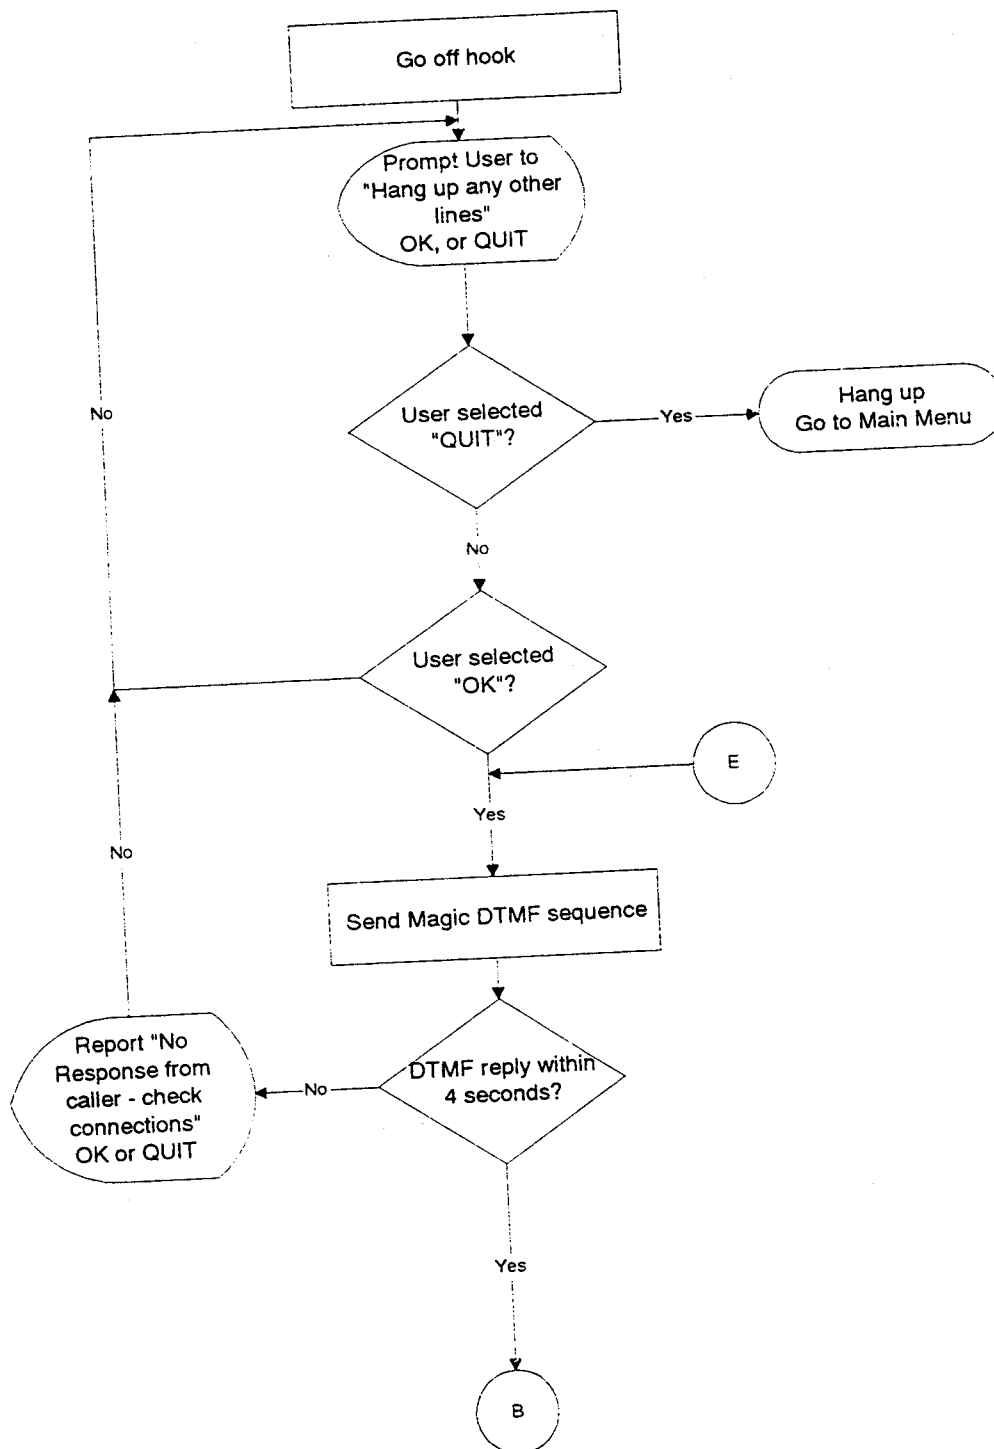 Go off hook
Prompt User to
"Hang up any other
lines"
OK, or QUIT
No
User selected
"QUIT"?
Yes
Hang up
Go to Main Menu
No
User selected
"OK"?
E
Yes
No
Send Magic DTMF sequence
Report "No
Response from
caller - check
connections"
OK or QUIT
No
DTMF reply within
4 seconds?
Yes
B